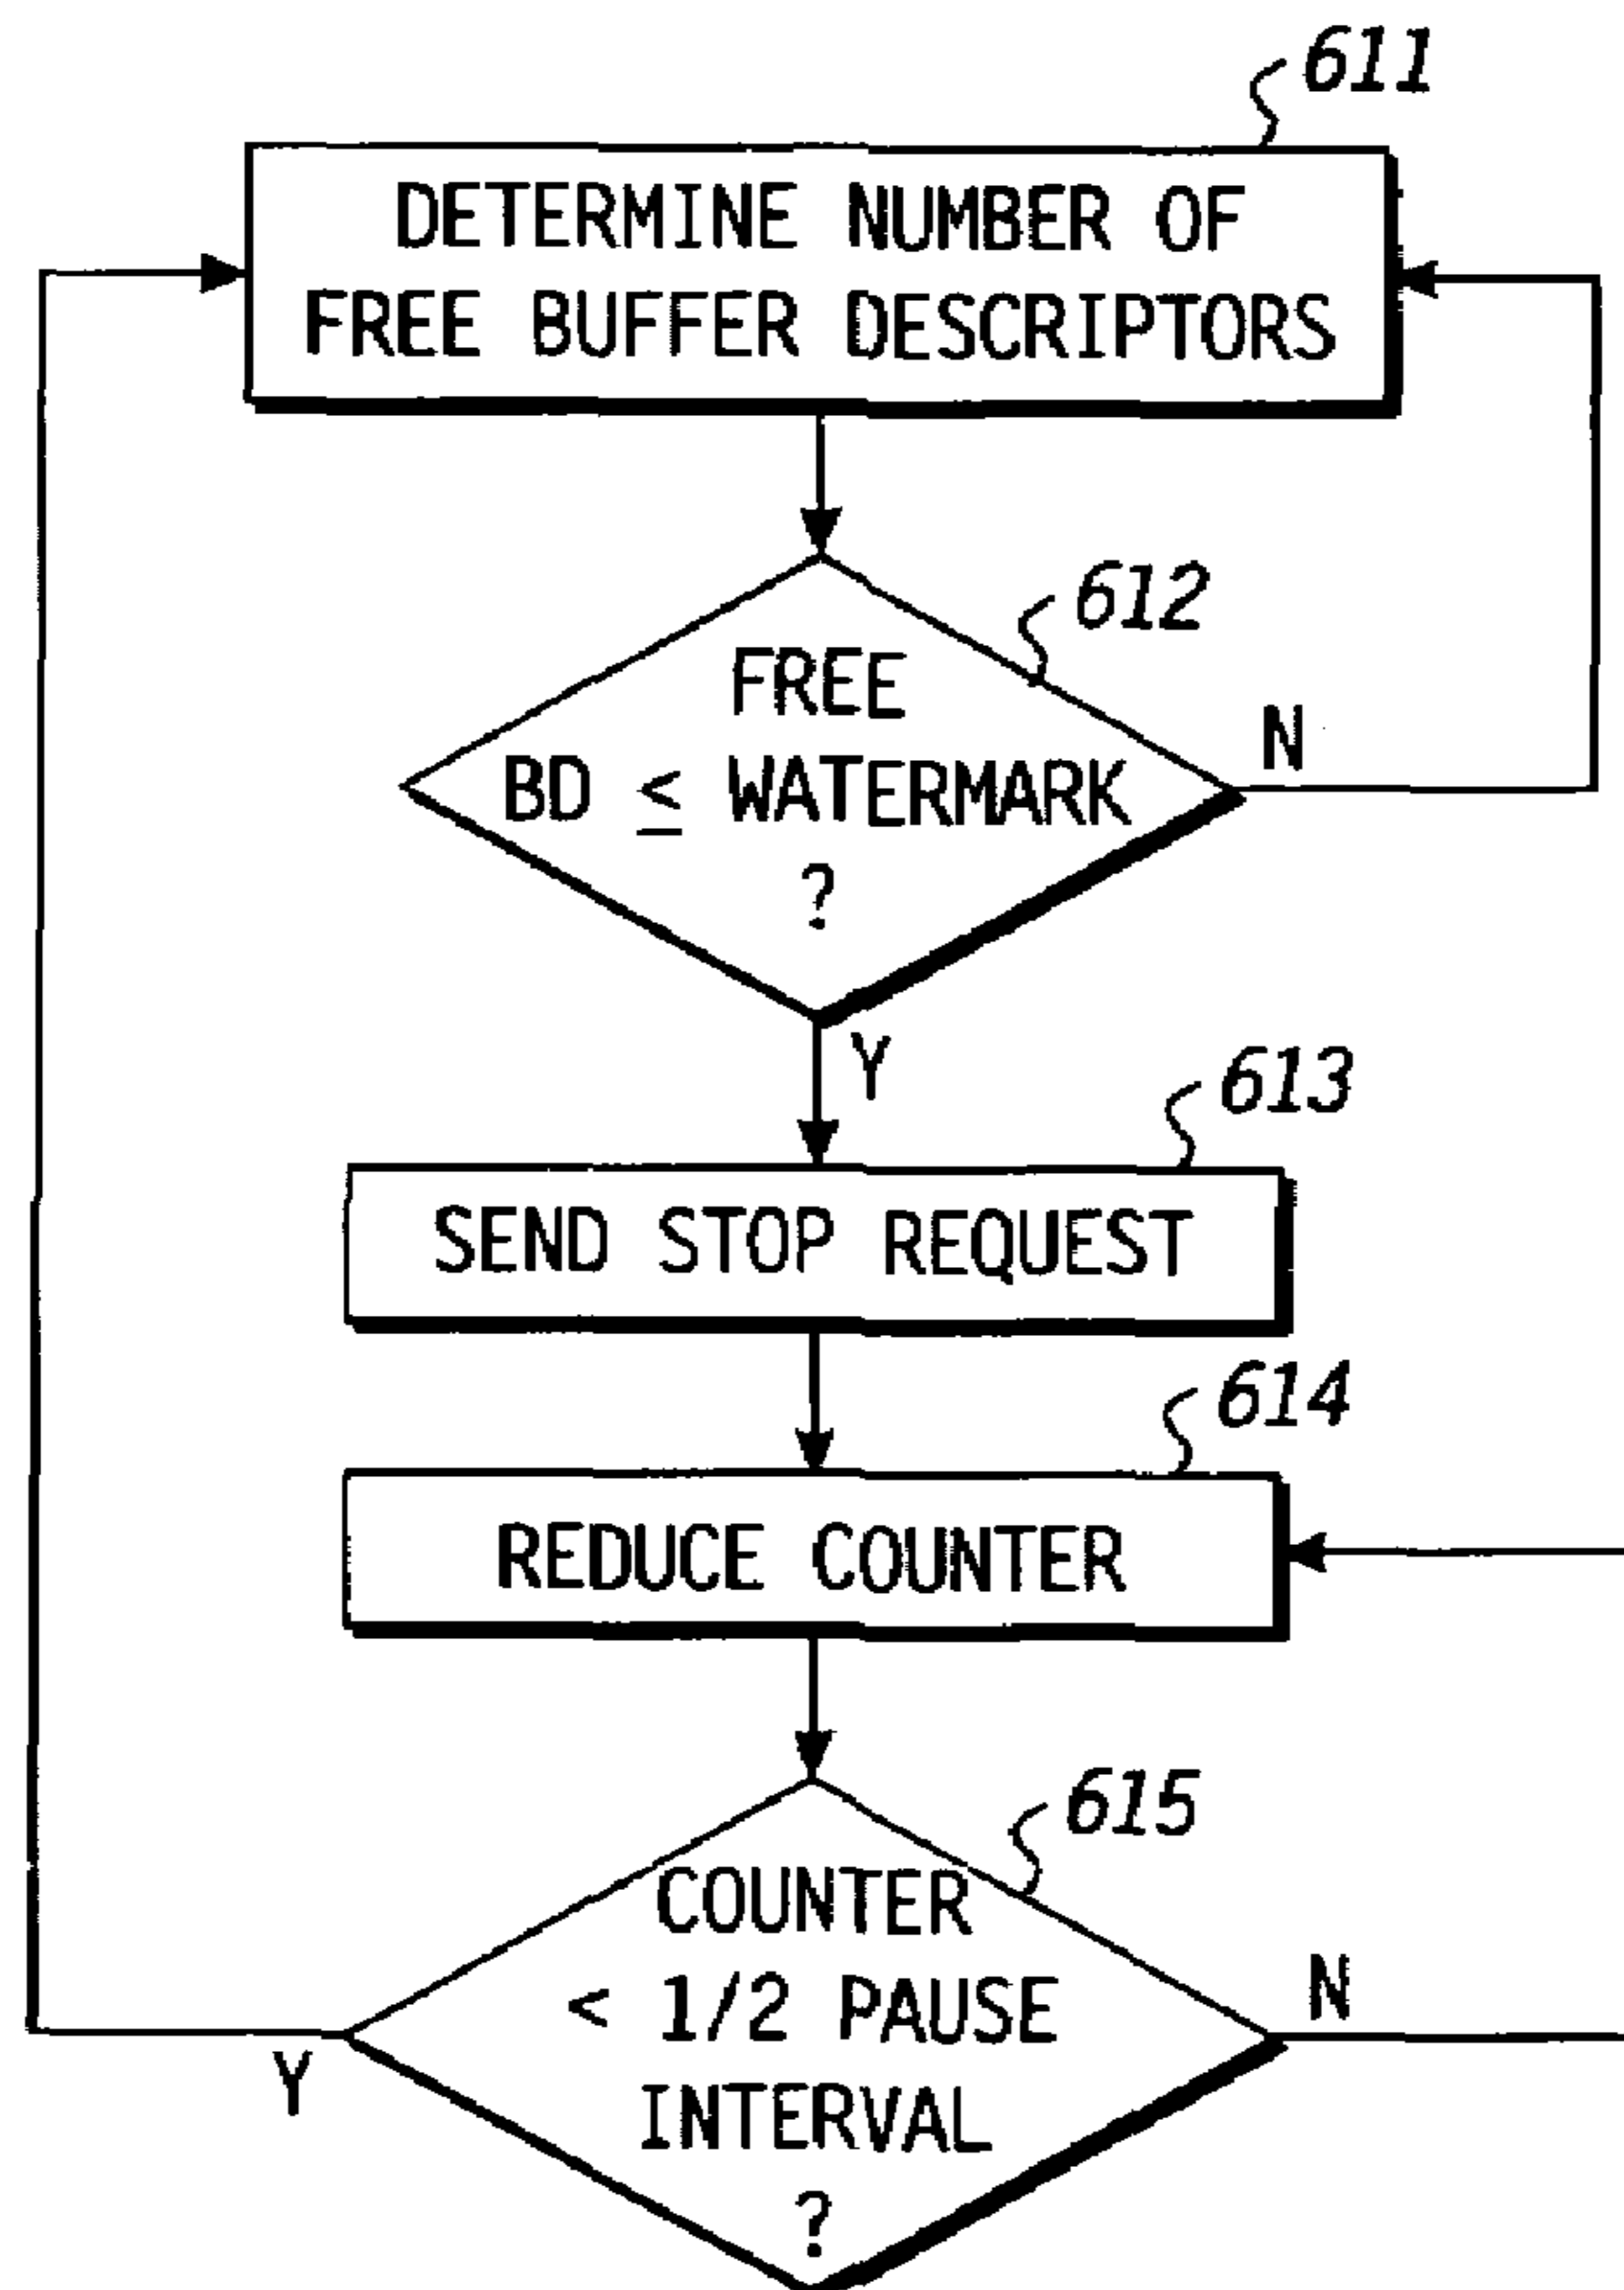 611
DETERMINE NUMBER OF
FREE BUFFER DESCRIPTORS
612
FREE
BD ≤ WATERMARK
?
N
Y
613
SEND STOP REQUEST
614
REDUCE COUNTER
615
COUNTER
< 1/2 PAUSE
INTERVAL
?
N
Y